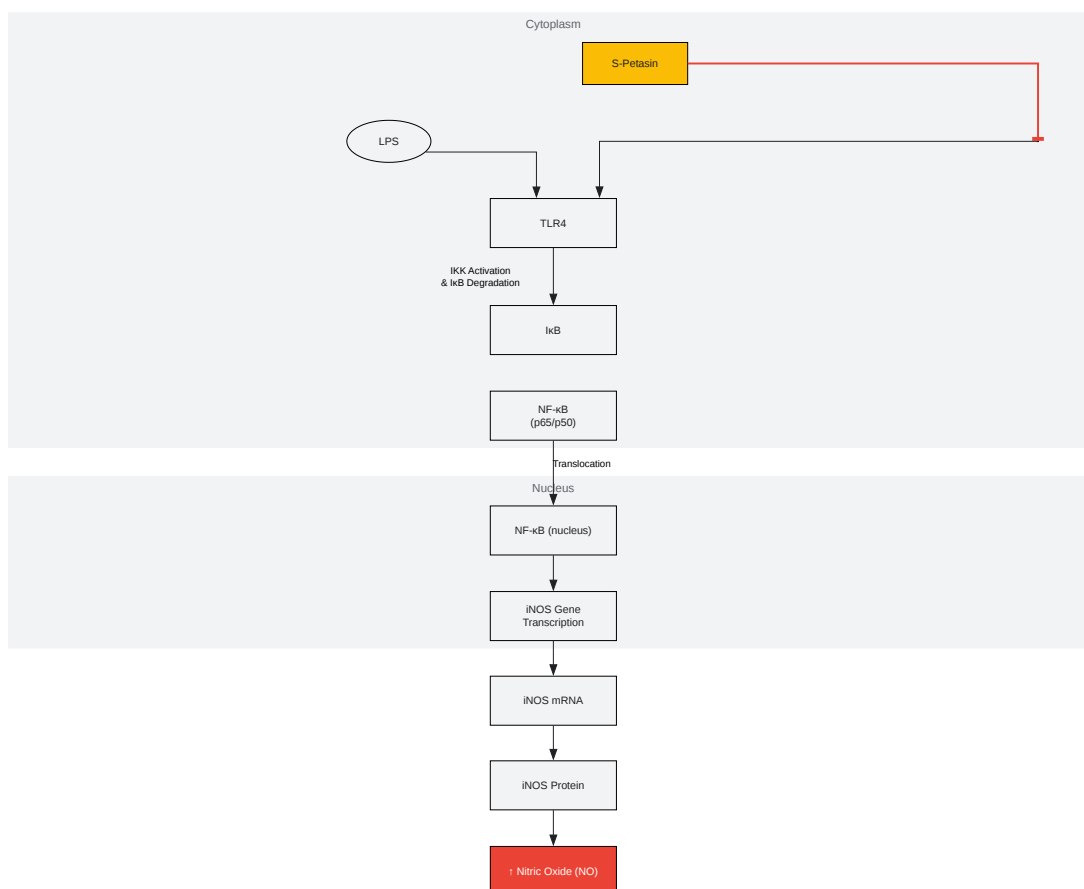 Cytoplasm
S-Petasin
LPS
TLR4
IKK Activation
& IκB Degradation
IκB
NF-κB
(p65/p50)
Translocation
Nucleus
NF-κB (nucleus)
iNOS Gene
Transcription
iNOS mRNA
iNOS Protein
↑ Nitric Oxide (NO)